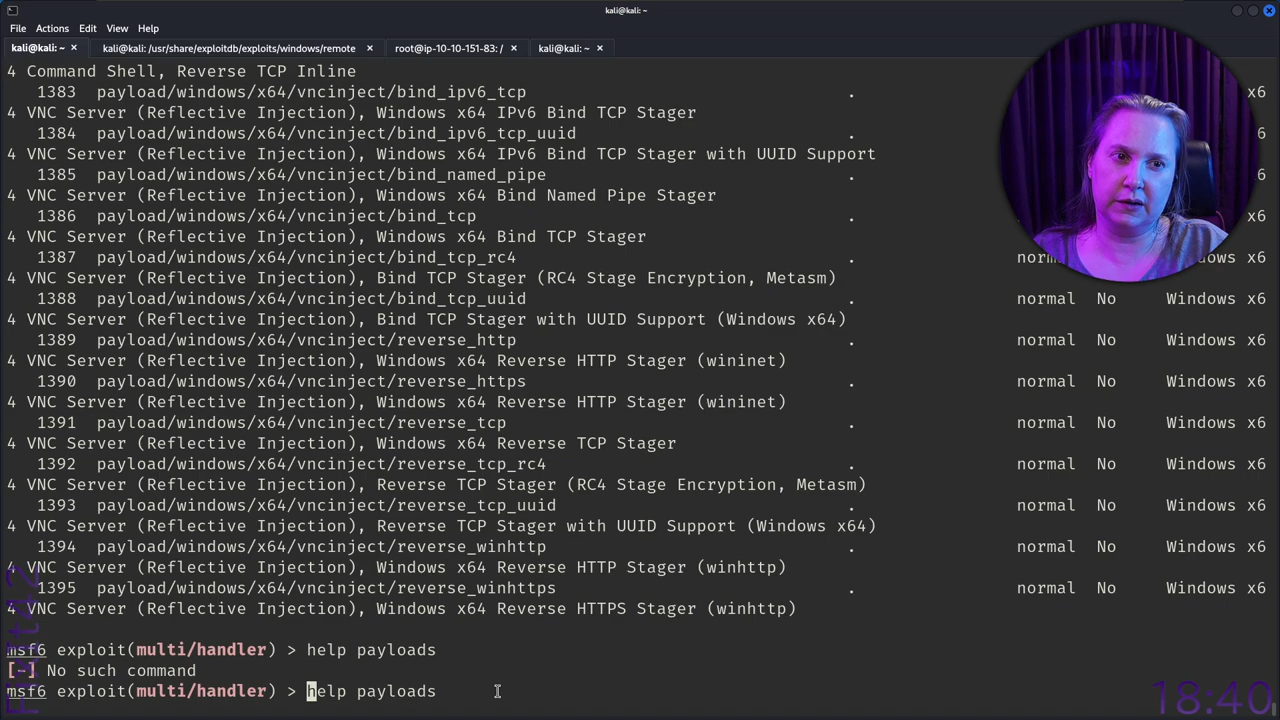 kali@kali: ~
File Actions Edit View Help
kali@kali: ~ × kali@kali: /usr/share/exploitdb/exploits/windows/remote × root@ip-10-10-151-83: / × kali@kali: ~ ×
4 Command Shell, Reverse TCP Inline
1383 payload/windows/x64/vncinject/bind_ipv6_tcp . x6
4 VNC Server (Reflective Injection), Windows x64 IPv6 Bind TCP Stager
1384 payload/windows/x64/vncinject/bind_ipv6_tcp_uuid . x6
4 VNC Server (Reflective Injection), Windows x64 IPv6 Bind TCP Stager with UUID Support
1385 payload/windows/x64/vncinject/bind_named_pipe . x6
4 VNC Server (Reflective Injection), Windows x64 Bind Named Pipe Stager
1386 payload/windows/x64/vncinject/bind_tcp . x6
4 VNC Server (Reflective Injection), Windows x64 Bind TCP Stager
1387 payload/windows/x64/vncinject/bind_tcp_rc4 . norm Windows x6
4 VNC Server (Reflective Injection), Bind TCP Stager (RC4 Stage Encryption, Metasm)
1388 payload/windows/x64/vncinject/bind_tcp_uuid . normal No Windows x6
4 VNC Server (Reflective Injection), Bind TCP Stager with UUID Support (Windows x64)
1389 payload/windows/x64/vncinject/reverse_http . normal No Windows x6
4 VNC Server (Reflective Injection), Windows x64 Reverse HTTP Stager (wininet)
1390 payload/windows/x64/vncinject/reverse_https . normal No Windows x6
4 VNC Server (Reflective Injection), Windows x64 Reverse HTTP Stager (wininet)
1391 payload/windows/x64/vncinject/reverse_tcp . normal No Windows x6
4 VNC Server (Reflective Injection), Windows x64 Reverse TCP Stager
1392 payload/windows/x64/vncinject/reverse_tcp_rc4 . normal No Windows x6
4 VNC Server (Reflective Injection), Reverse TCP Stager (RC4 Stage Encryption, Metasm)
1393 payload/windows/x64/vncinject/reverse_tcp_uuid . normal No Windows x6
4 VNC Server (Reflective Injection), Reverse TCP Stager with UUID Support (Windows x64)
1394 payload/windows/x64/vncinject/reverse_winhttp . normal No Windows x6
4 VNC Server (Reflective Injection), Windows x64 Reverse HTTP Stager (winhttp)
1395 payload/windows/x64/vncinject/reverse_winhttps . normal No Windows x6
4 VNC Server (Reflective Injection), Windows x64 Reverse HTTPS Stager (winhttp)
msf6 exploit(multi/handler) > help payloads
[-] No such command
msf6 exploit(multi/handler) > help payloads
18:40